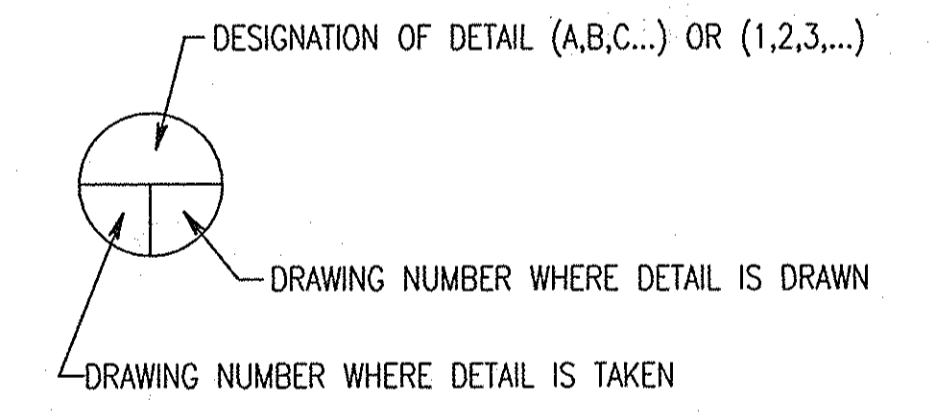 DESIGNATION OF DETAIL (A,B,C...) OR (1,2,3,...)
DRAWING NUMBER WHERE DETAIL IS DRAWN
DRAWING NUMBER WHERE DETAIL IS TAKEN